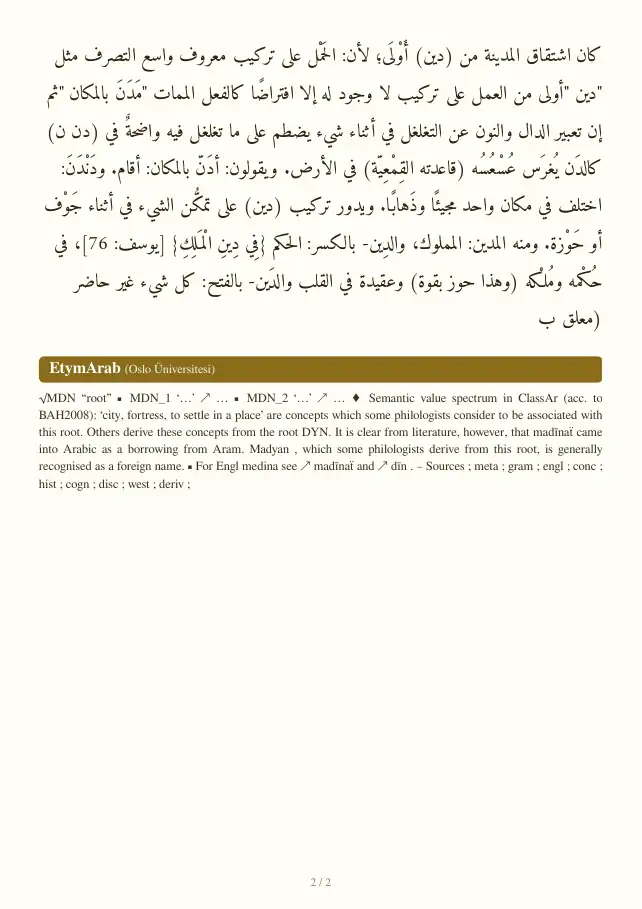 كان اشتقاق المدينة من (دين) أَوْلَى؛ لأن: الحَمْل على تركيب معروف واسع التصرف مثل
"دين "أولى من العمل على تركيب لا وجود له إلا افتراضًا كالفعل الممات "مَدَنَ بالمكان "ثم
إن تعبير الدال والنون عن التغلغل في أثناء شيء يضطم على ما تغلغل فيه واضحةٌ في (دن ن)
كالدَن يُغرَس عُسْعُسُه (قاعدته القِمْعِيّة) في الأرض. ويقولون: أدَنّ بالمكان: أقام. ودَنْدَنَ:
اختلف في مكان واحد مجيئًا وذَهابًا. ويدور تركيب (دين) على تمكُّن الشيء في أثناء جَوْف
أو حَوْزة. ومنه المدين: المملوك، والدِين- بالكسر: الحكم {فِي دِينِ الْمَلِكِ} [يوسف: 76]، في
حُكْمه ومُلْكه (وهذا حوز بقوة) وعقيدة في القلب والدَين- بالفتح: كل شيء غير حاضر
(معلق ب
EtymArab (Oslo Üniversitesi)
√MDN “root” ▪ MDN_1 ‘…’ ↗ … ▪ MDN_2 ‘…’ ↗ … ♦ Semantic value spectrum in ClassAr (acc. to
BAH2008): ‘city, fortress, to settle in a place’ are concepts which some philologists consider to be associated with
this root. Others derive these concepts from the root DYN. It is clear from literature, however, that madīnaẗ came
into Arabic as a borrowing from Aram. Madyan , which some philologists derive from this root, is generally
recognised as a foreign name. ▪ For Engl medina see ↗ madīnaẗ and ↗ dīn . – Sources ; meta ; gram ; engl ; conc ;
hist ; cogn ; disc ; west ; deriv ;
2 / 2